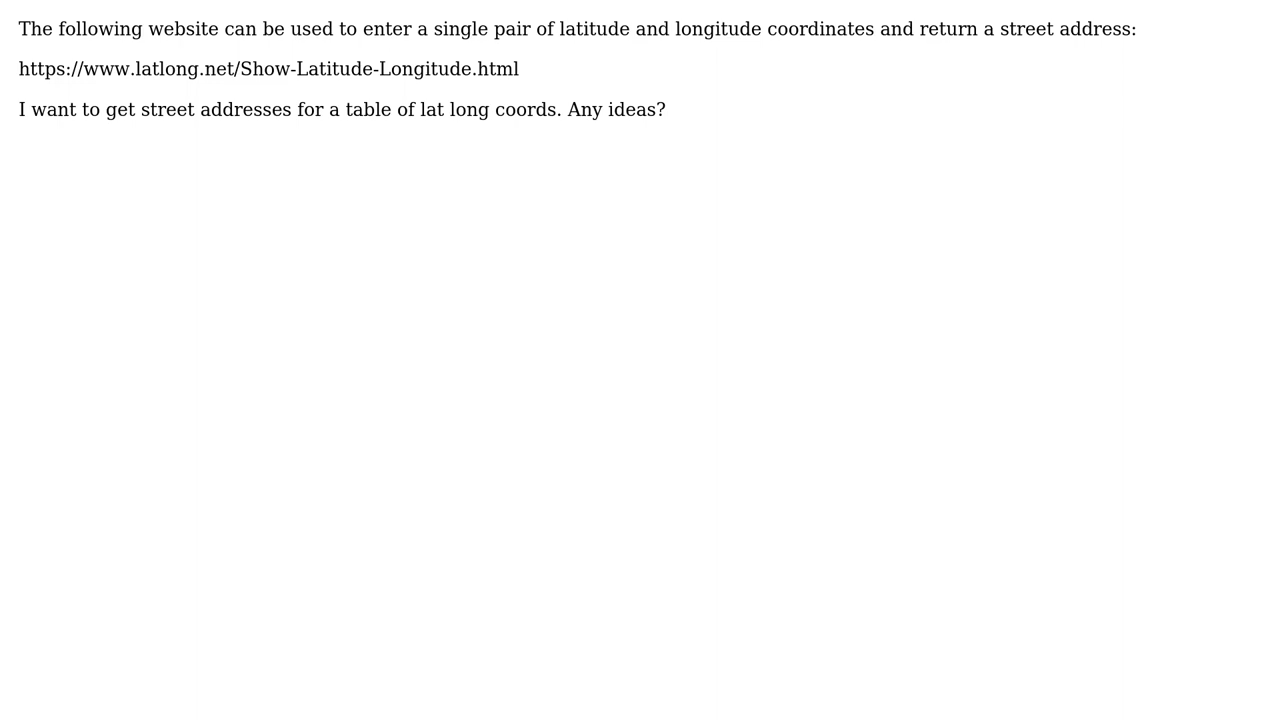 The following website can be used to enter a single pair of latitude and longitude coordinates and return a street address:
https://www.latlong.net/Show-Latitude-Longitude.html
I want to get street addresses for a table of lat long coords. Any ideas?